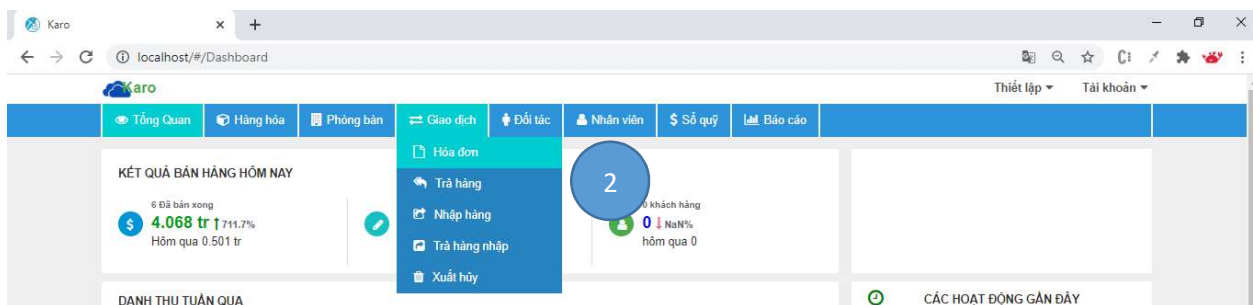 Karo
localhost/#/Dashboard
Karo
Thiết lập
Tài khoản
Tổng Quan
Hàng hóa
Phòng bàn
Giao dịch
Đối tác
Nhân viên
Sổ quỹ
Báo cáo
Hóa đơn
Trả hàng
Nhập hàng
Trả hàng nhập
Xuất hủy
2
KẾT QUẢ BÁN HÀNG HÔM NAY
6 Đã bán xong
4.068 tr 711.7%
Hôm qua 0.501 tr
0 khách hàng
0 NaN%
hôm qua 0
DANH THU TUẦN QUA
CÁC HOẠT ĐỘNG GẦN ĐÂY